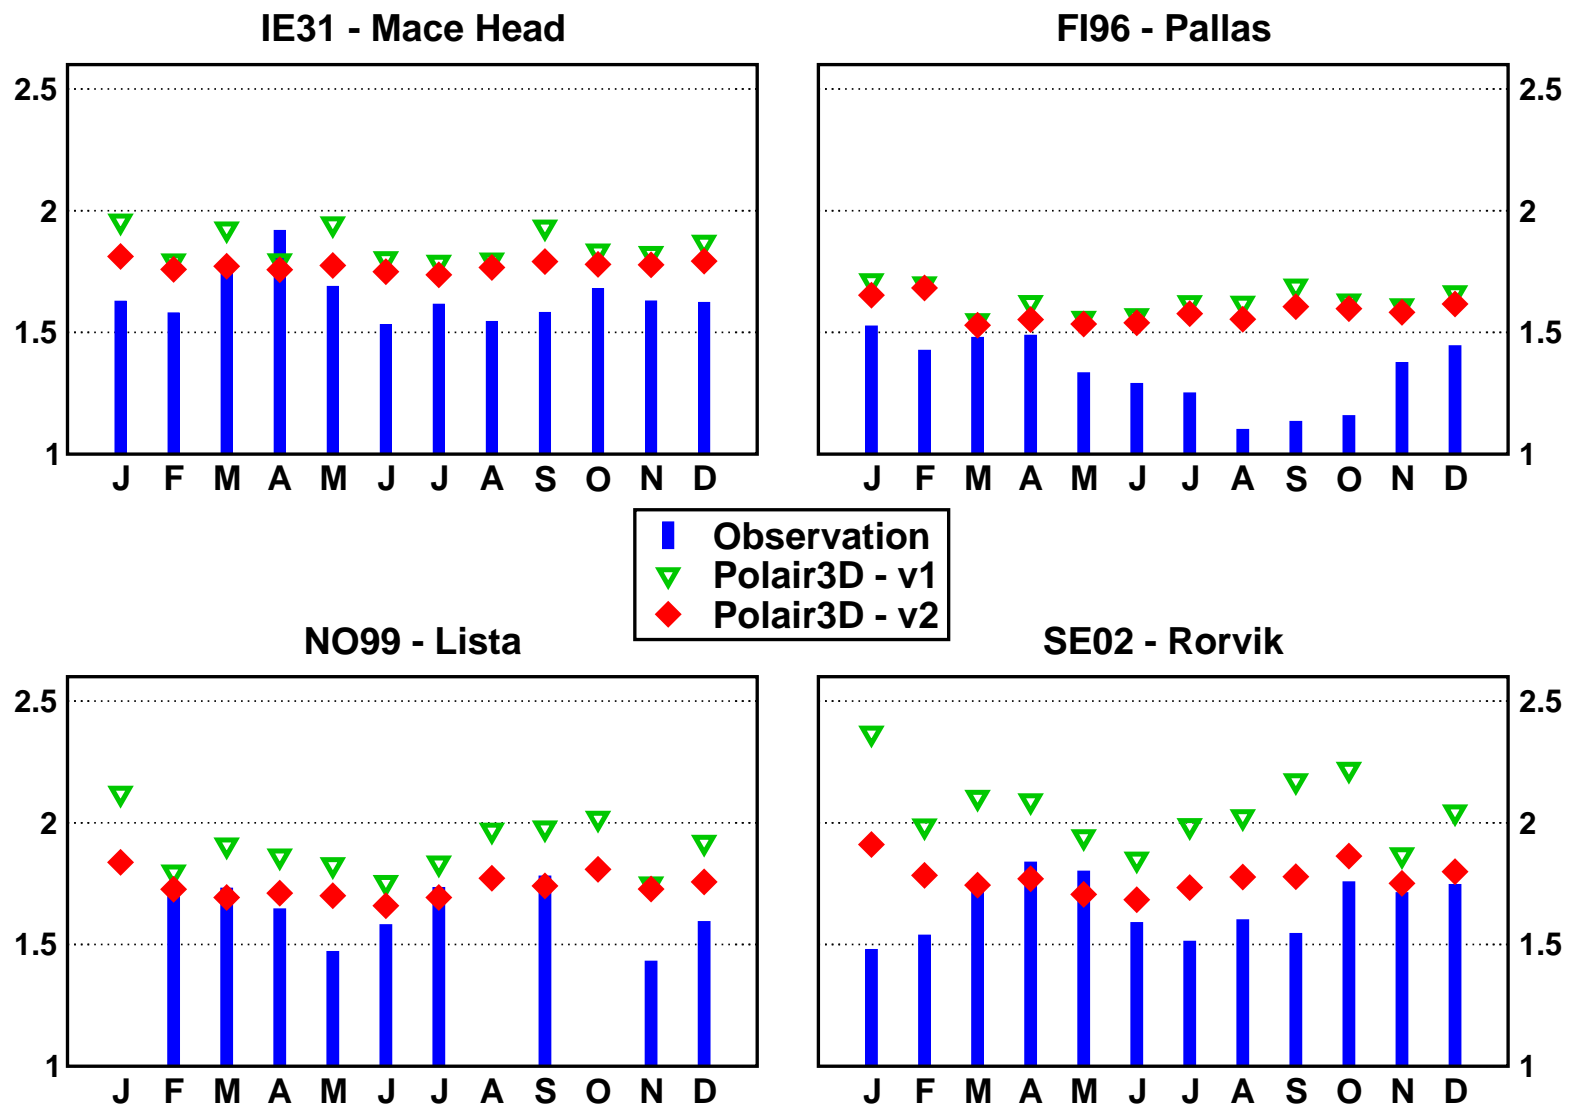 IE31 - Mace Head
FI96 - Pallas
2.5
2
1.5
1
J F M A M J J A S O N D
2.5
2
1.5
1
J F M A M J J A S O N D
Observation
Polair3D - v1
Polair3D - v2
NO99 - Lista
SE02 - Rorvik
2.5
2
1.5
1
J F M A M J J A S O N D
2.5
2
1.5
1
J F M A M J J A S O N D